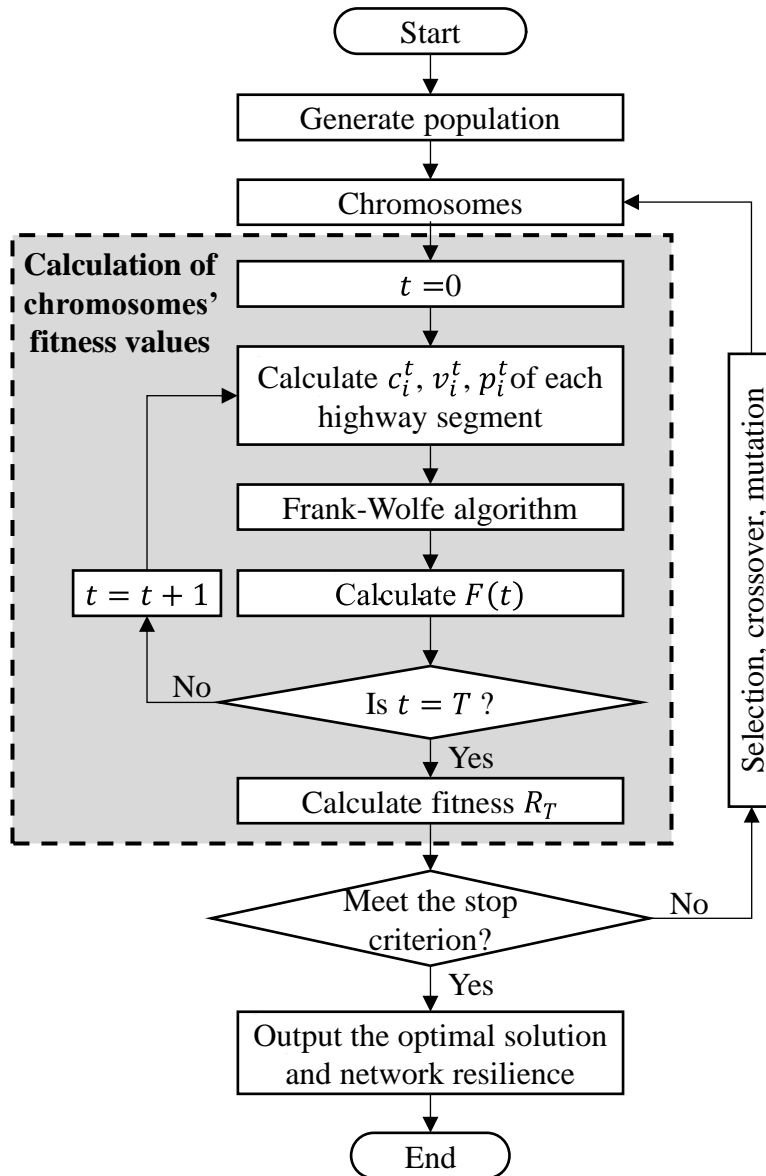 Start
Generate population
Chromosomes
Calculation of
chromosomes’
fitness values
t =0
Calculate c_i^t, v_i^t, p_i^t of each
highway segment
Frank-Wolfe algorithm
Calculate F(t)
t = t + 1
Is t = T ?
No
Yes
Calculate fitness R_T
Selection, crossover, mutation
Meet the stop
criterion?
No
Yes
Output the optimal solution
and network resilience
End